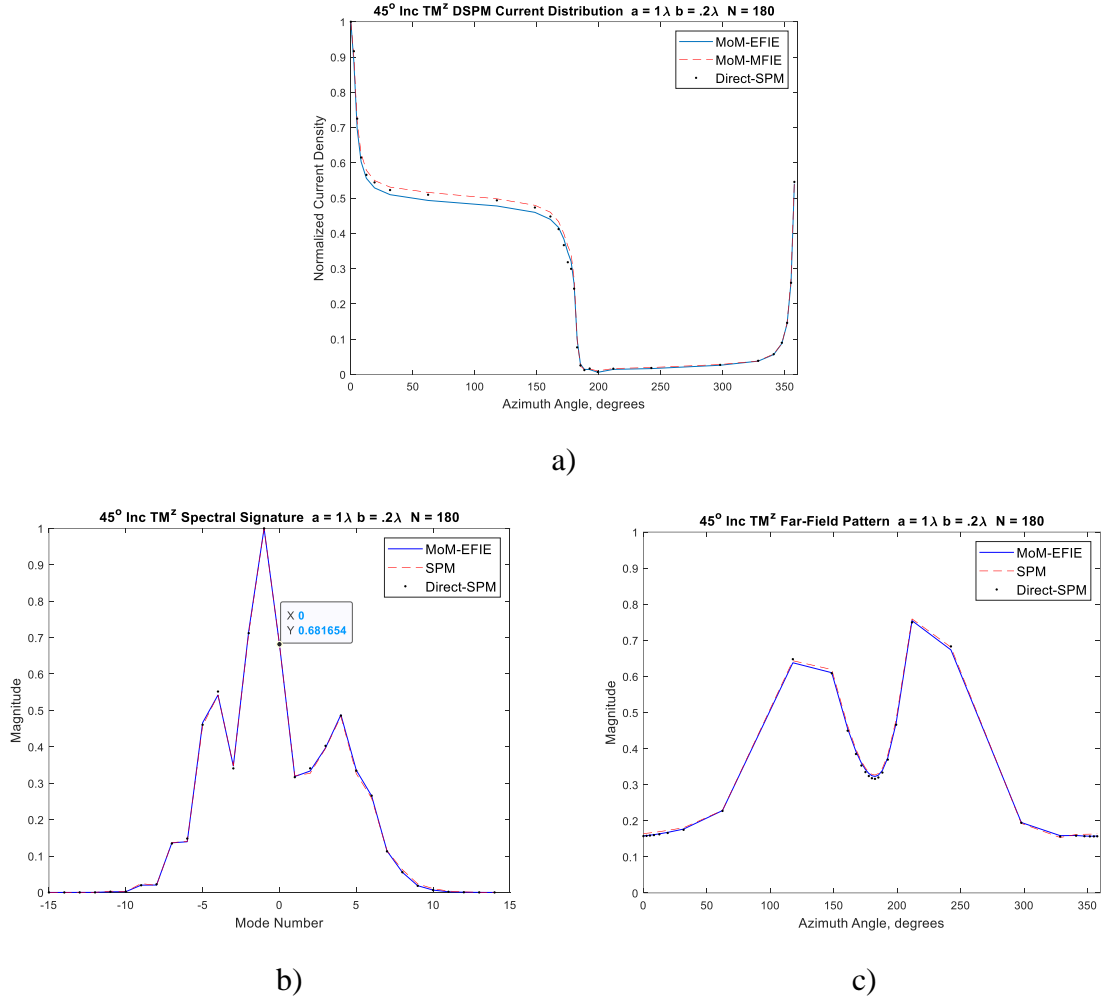 45° Inc TMᶻ DSPM Current Distribution a = 1λ b = .2λ N = 180
1
0.9
0.8
0.7
0.6
0.5
0.4
0.3
0.2
0.1
0
Normalized Current Density
MoM-EFIE
MoM-MFIE
Direct-SPM
0 50 100 150 200 250 300 350
Azimuth Angle, degrees
a)
45° Inc TMᶻ Spectral Signature a = 1λ b = .2λ N = 180
1
0.9
0.8
0.7
0.6
0.5
0.4
0.3
0.2
0.1
0
Magnitude
MoM-EFIE
SPM
Direct-SPM
X 0
Y 0.681654
-15 -10 -5 0 5 10 15
Mode Number
b)
45° Inc TMᶻ Far-Field Pattern a = 1λ b = .2λ N = 180
1
0.9
0.8
0.7
0.6
0.5
0.4
0.3
0.2
0.1
0
Magnitude
MoM-EFIE
SPM
Direct-SPM
0 50 100 150 200 250 300 350
Azimuth Angle, degrees
c)